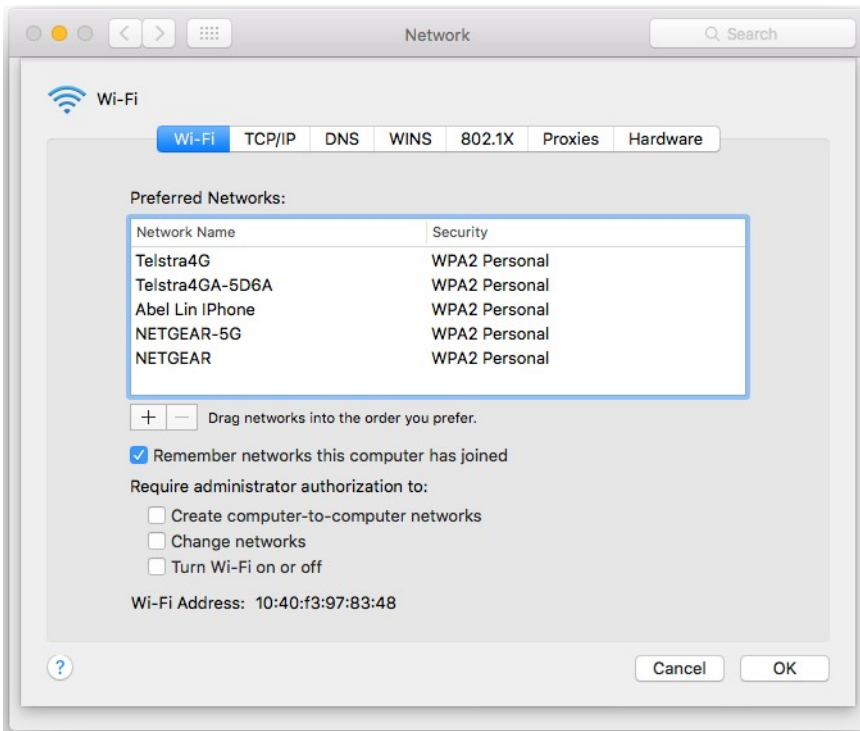 Network
Search
Wi-Fi
Wi-Fi TCP/IP DNS WINS 802.1X Proxies Hardware
Preferred Networks:
Network Name Security
Telstra4G WPA2 Personal
Telstra4GA-5D6A WPA2 Personal
Abel Lin IPhone WPA2 Personal
NETGEAR-5G WPA2 Personal
NETGEAR WPA2 Personal
+ − Drag networks into the order you prefer.
Remember networks this computer has joined
Require administrator authorization to:
Create computer-to-computer networks
Change networks
Turn Wi-Fi on or off
Wi-Fi Address: 10:40:f3:97:83:48
? Cancel OK